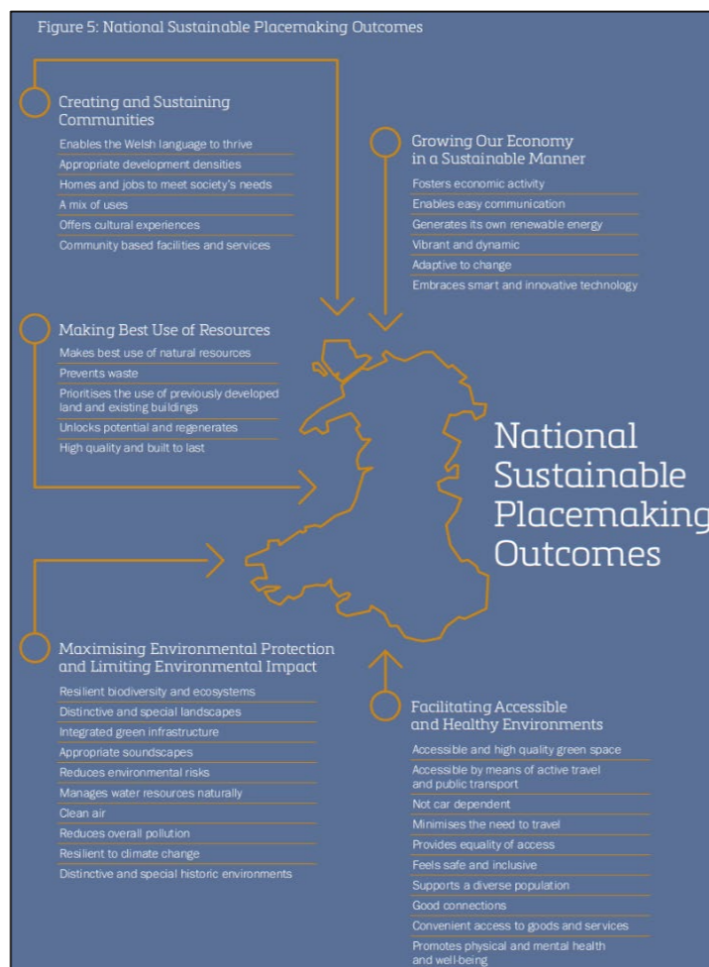 Figure 5: National Sustainable Placemaking Outcomes
Creating and Sustaining
Communities
Enables the Welsh language to thrive
Appropriate development densities
Homes and jobs to meet society's needs
A mix of uses
Offers cultural experiences
Community based facilities and services
Growing Our Economy
in a Sustainable Manner
Fosters economic activity
Enables easy communication
Generates its own renewable energy
Vibrant and dynamic
Adaptive to change
Embraces smart and innovative technology
Making Best Use of Resources
Makes best use of natural resources
Prevents waste
Prioritises the use of previously developed
land and existing buildings
Unlocks potential and regenerates
High quality and built to last
National
Sustainable
Placemaking
Outcomes
Maximising Environmental Protection
and Limiting Environmental Impact
Resilient biodiversity and ecosystems
Distinctive and special landscapes
Integrated green infrastructure
Appropriate soundscapes
Reduces environmental risks
Manages water resources naturally
Clean air
Reduces overall pollution
Resilient to climate change
Distinctive and special historic environments
Facilitating Accessible
and Healthy Environments
Accessible and high quality green space
Accessible by means of active travel
and public transport
Not car dependent
Minimises the need to travel
Provides equality of access
Feels safe and inclusive
Supports a diverse population
Good connections
Convenient access to goods and services
Promotes physical and mental health
and well-being